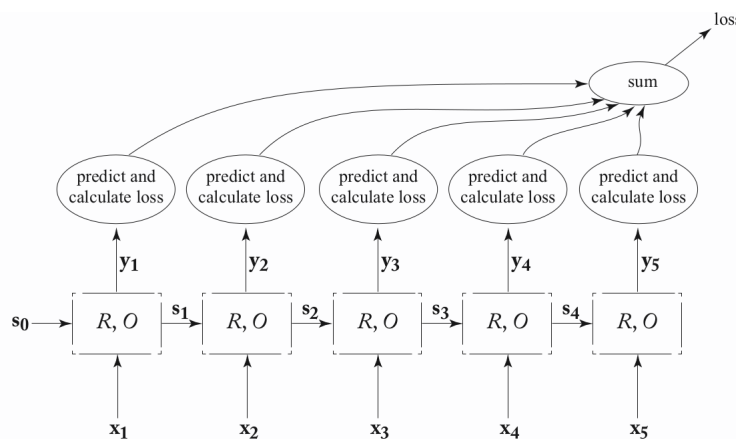 loss
sum
predict and
calculate loss
predict and
calculate loss
predict and
calculate loss
predict and
calculate loss
predict and
calculate loss
y1
y2
y3
y4
y5
s0
R, O
s1
R, O
s2
R, O
s3
R, O
s4
R, O
x1
x2
x3
x4
x5